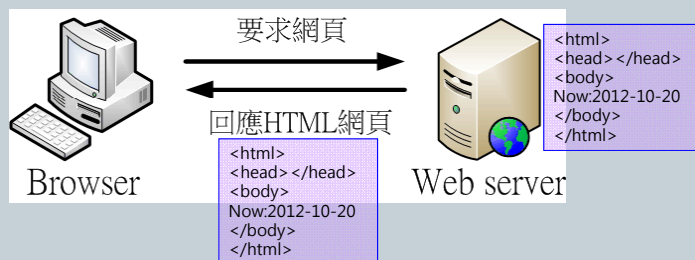 要求網頁
回應HTML網頁
Browser
<html>
<head></head>
<body>
Now:2012-10-20
</body>
</html>
Web server
<html>
<head></head>
<body>
Now:2012-10-20
</body>
</html>